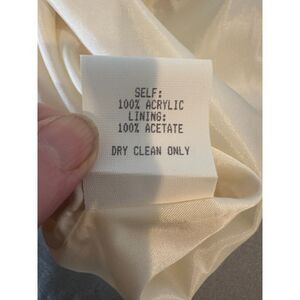 SELF:
100% ACRYLIC
LINING:
100% ACETATE
DRY CLEAN ONLY